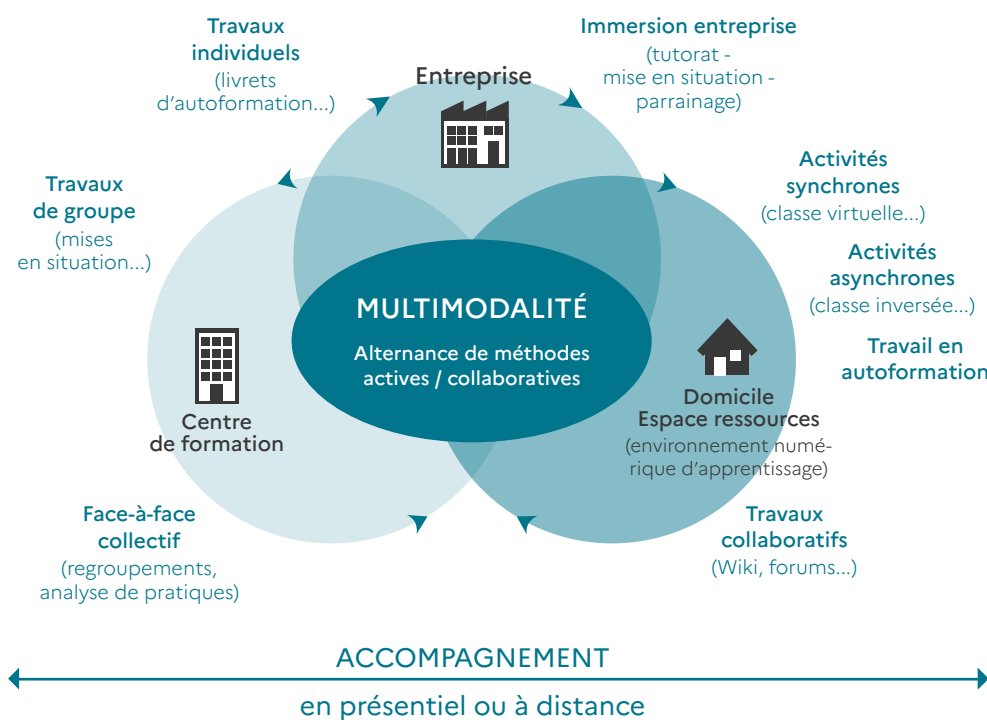 Travaux
individuels
(livrets
d'autoformation...)
Entreprise
Immersion entreprise
(tutorat -
mise en situation -
parrainage)
Travaux
de groupe
(mises
en situation...)
Activités
synchrones
(classe virtuelle...)
Activités
asynchrones
(classe inversée...)
Travail en
autoformation
MULTIMODALITÉ
Alternance de méthodes
actives / collaboratives
Centre
de formation
Domicile
Espace ressources
(environnement numé-
rique d'apprentissage)
Face-à-face
collectif
(regroupements,
analyse de pratiques)
Travaux
collaboratifs
(Wiki, forums...)
ACCOMPAGNEMENT
en présentiel ou à distance